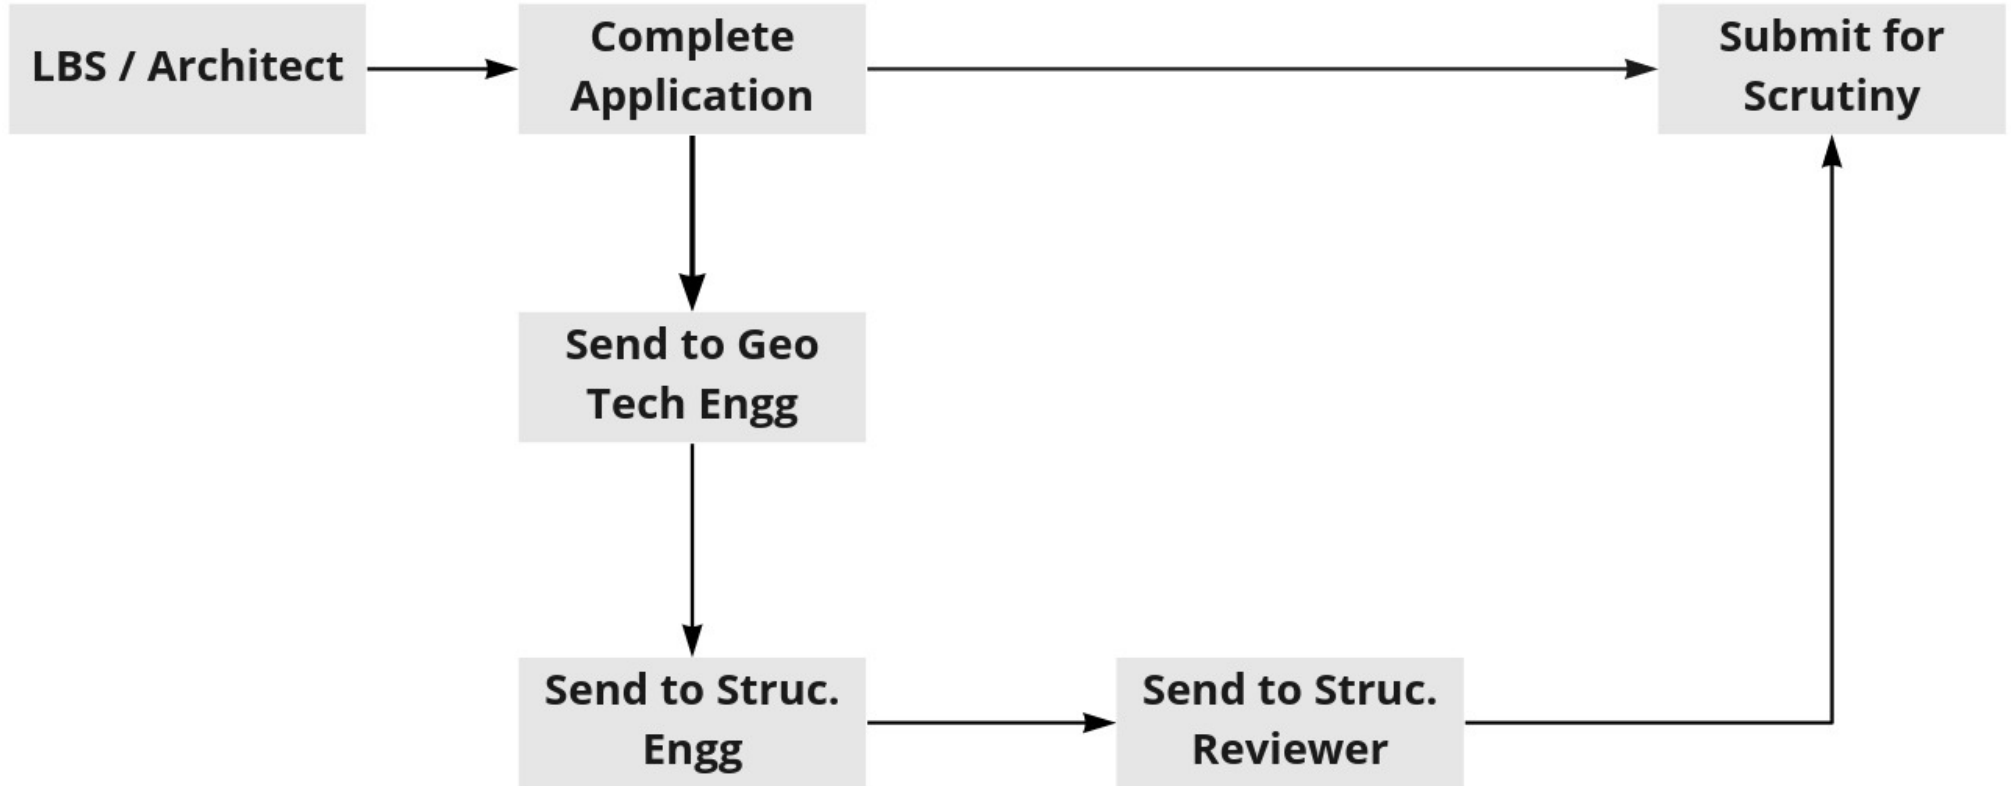 LBS / Architect
Complete
Application
Submit for
Scrutiny
Send to Geo
Tech Engg
Send to Struc.
Engg
Send to Struc.
Reviewer